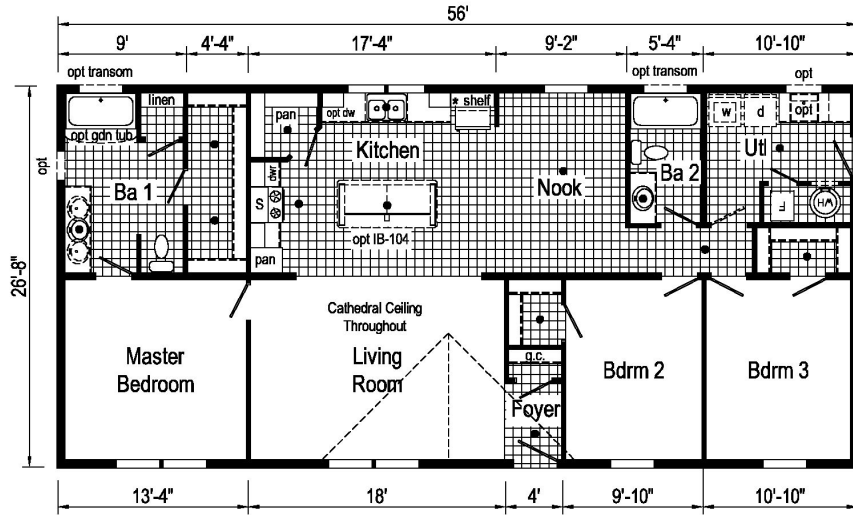 56'
9'
4'-4"
17'-4"
9'-2"
5'-4"
10'-10"
opt transom
opt transom
opt
linen
pan
opt dw
* shelf
w
d
opt
opt gdn tub
opt
Kitchen
Utl
Ba 1
dwr
Nook
Ba 2
S
HW
opt IB-104
pan
26'-8"
Cathedral Ceiling
Throughout
Master
Bedroom
Living
Room
g.c.
Foyer
Bdrm 2
Bdrm 3
13'-4"
18'
4'
9'-10"
10'-10"